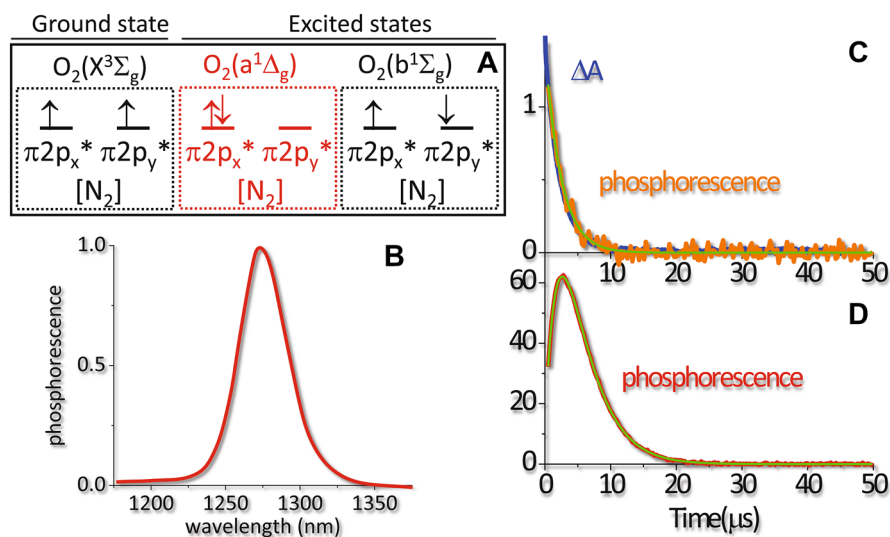 Ground state Excited states
O₂(X³Σg) O₂(a¹Δg) O₂(b¹Σg) A
π2pₓ* π2py* π2pₓ* π2py* π2pₓ* π2py*
[N₂] [N₂] [N₂]
B
1.0
0.5
0.0
phosphorescence
1200 1250 1300 1350
wavelength (nm)
C
ΔA
phosphorescence
1
0
10 20 30 40 50
D
phosphorescence
60
40
20
0
0 10 20 30 40 50
Time(μs)